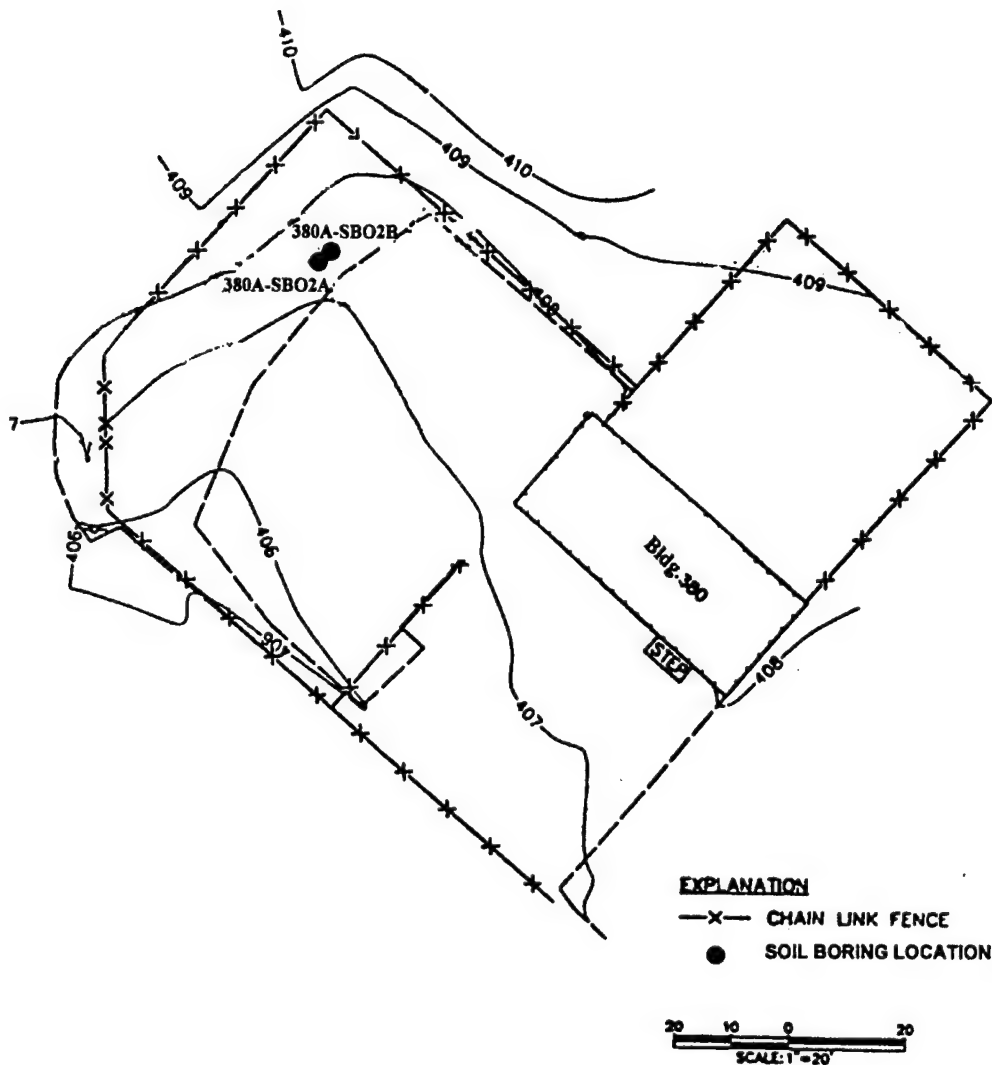 410
409
409
410
409
380A-SBO2B
380A-SBO2A
408
7
406
406
Bldg. 380
STEP
408
407
EXPLANATION
CHAIN LINK FENCE
SOIL BORING LOCATION
20 10 0 20
SCALE: 1"=20'